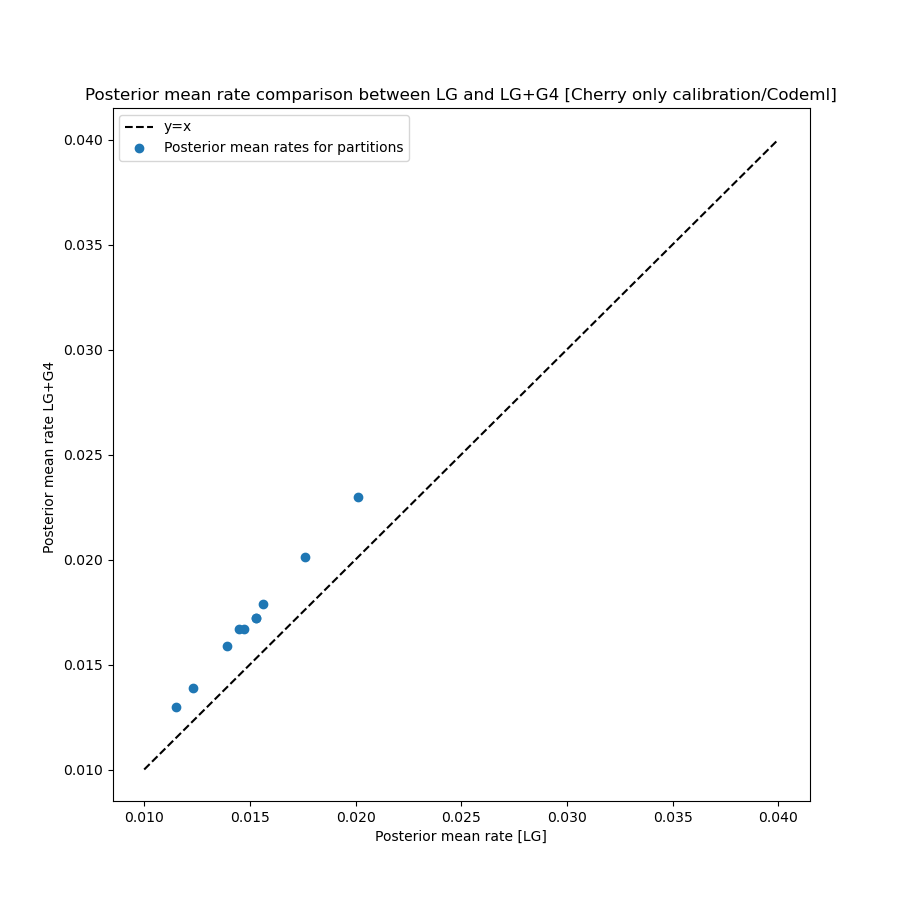 Posterior mean rate comparison between LG and LG+G4 [Cherry only calibration/Codeml]
y=x
Posterior mean rates for partitions
0.040
0.035
0.030
0.025
0.020
0.015
0.010
Posterior mean rate LG+G4
0.010 0.015 0.020 0.025 0.030 0.035 0.040
Posterior mean rate [LG]